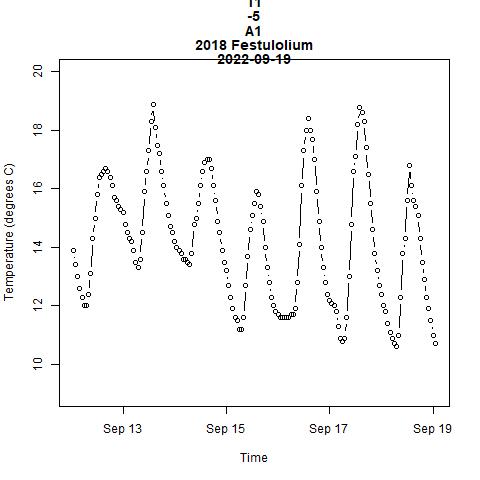 T1
-5
A1
2018 Festulolium
2022-09-19
20
18
16
14
12
10
Temperature (degrees C)
Sep 13
Sep 15
Sep 17
Sep 19
Time